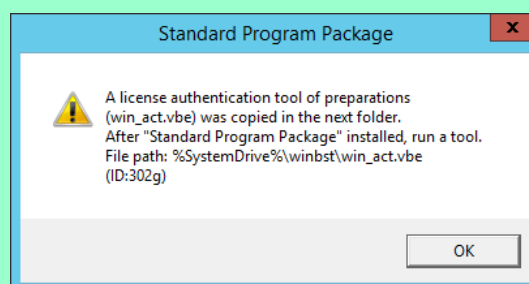 Standard Program Package
x
A license authentication tool of preparations
(win_act.vbe) was copied in the next folder.
After "Standard Program Package" installed, run a tool.
File path: %SystemDrive%\winbst\win_act.vbe
(ID:302g)
OK